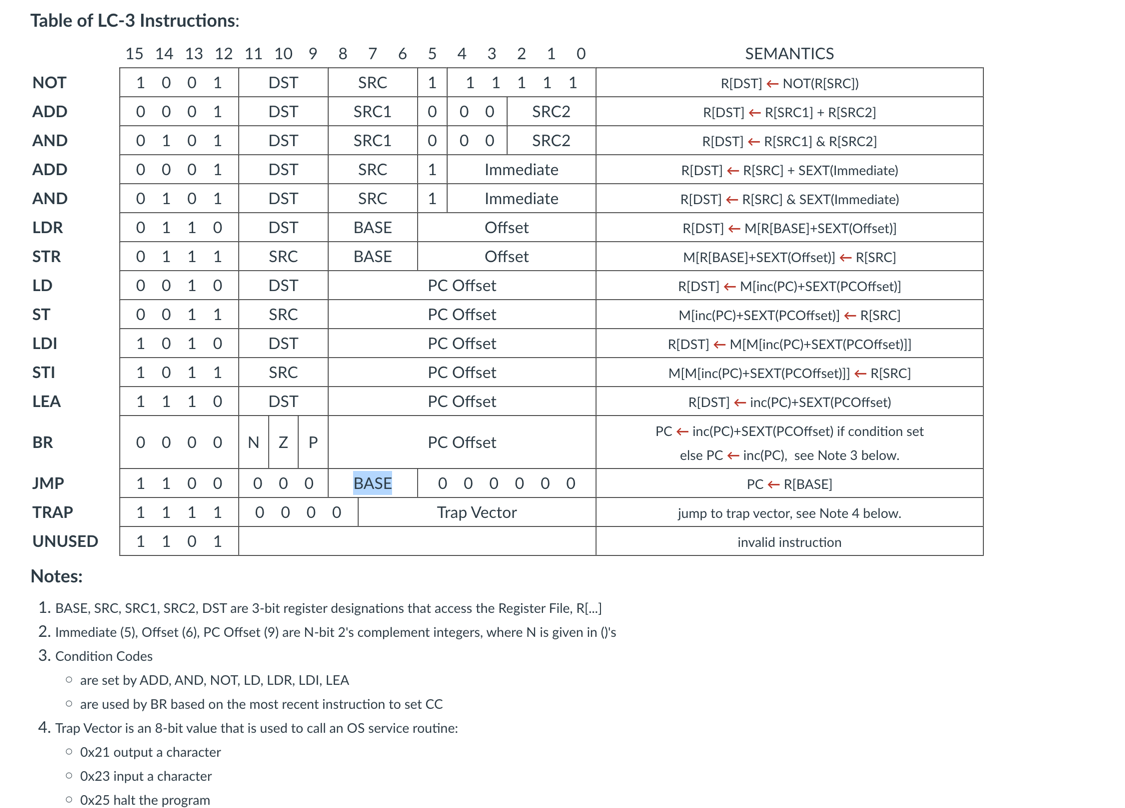 Table of LC-3 Instructions:
15 14 13 12 11 10 9 8 7 6 5 4 3 2 1 0 SEMANTICS
NOT 1 0 0 1 DST SRC 1 1 1 1 1 1 R[DST] ← NOT(R[SRC])
ADD 0 0 0 1 DST SRC1 0 0 0 SRC2 R[DST] ← R[SRC1] + R[SRC2]
AND 0 1 0 1 DST SRC1 0 0 0 SRC2 R[DST] ← R[SRC1] & R[SRC2]
ADD 0 0 0 1 DST SRC 1 Immediate R[DST] ← R[SRC] + SEXT(Immediate)
AND 0 1 0 1 DST SRC 1 Immediate R[DST] ← R[SRC] & SEXT(Immediate)
LDR 0 1 1 0 DST BASE Offset R[DST] ← M[R[BASE]+SEXT(Offset)]
STR 0 1 1 1 SRC BASE Offset M[R[BASE]+SEXT(Offset)] ← R[SRC]
LD 0 0 1 0 DST PC Offset R[DST] ← M[inc(PC)+SEXT(PCOffset)]
ST 0 0 1 1 SRC PC Offset M[inc(PC)+SEXT(PCOffset)] ← R[SRC]
LDI 1 0 1 0 DST PC Offset R[DST] ← M[M[inc(PC)+SEXT(PCOffset)]]
STI 1 0 1 1 SRC PC Offset M[M[inc(PC)+SEXT(PCOffset)]] ← R[SRC]
LEA 1 1 1 0 DST PC Offset R[DST] ← inc(PC)+SEXT(PCOffset)
BR 0 0 0 0 N Z P PC Offset PC ← inc(PC)+SEXT(PCOffset) if condition set
else PC ← inc(PC), see Note 3 below.
JMP 1 1 0 0 0 0 0 BASE 0 0 0 0 0 0 PC ← R[BASE]
TRAP 1 1 1 1 0 0 0 0 Trap Vector jump to trap vector, see Note 4 below.
UNUSED 1 1 0 1 invalid instruction
Notes:
1. BASE, SRC, SRC1, SRC2, DST are 3-bit register designations that access the Register File, R[...]
2. Immediate (5), Offset (6), PC Offset (9) are N-bit 2's complement integers, where N is given in ()'s
3. Condition Codes
○ are set by ADD, AND, NOT, LD, LDR, LDI, LEA
○ are used by BR based on the most recent instruction to set CC
4. Trap Vector is an 8-bit value that is used to call an OS service routine:
○ 0x21 output a character
○ 0x23 input a character
○ 0x25 halt the program